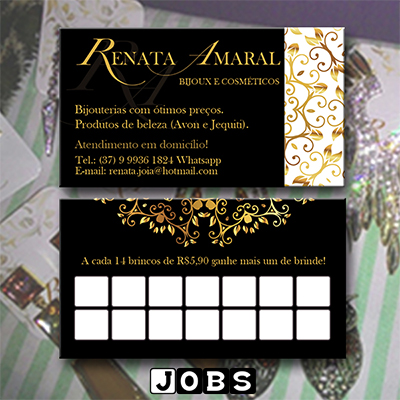 RENATA AMARAL
BIJOUX E COSMÉTICOS
Bijouterias com ótimos preços.
Produtos de beleza (Avon e Jequiti).
Atendimento em domicílio!
Tel.: (37) 9 9936 1824 Whatsapp
E-mail: renata.joia@hotmail.com
A cada 14 brincos de R$5,90 ganhe mais um de brinde!
JOBS